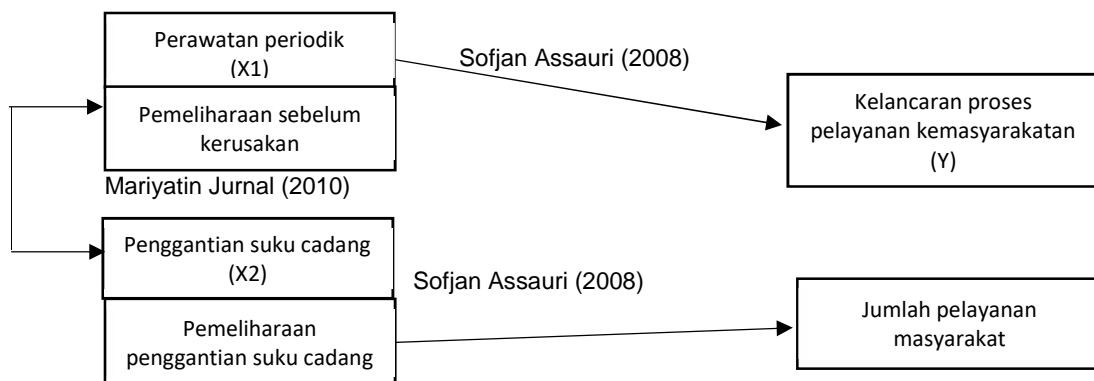 Perawatan periodik
(X1)
Sofjan Assauri (2008)
Pemeliharaan sebelum
kerusakan
Kelancaran proses
pelayanan kemasyarakatan
(Y)
Mariyatin Jurnal (2010)
Penggantian suku cadang
(X2)
Sofjan Assauri (2008)
Pemeliharaan
penggantian suku cadang
Jumlah pelayanan
masyarakat